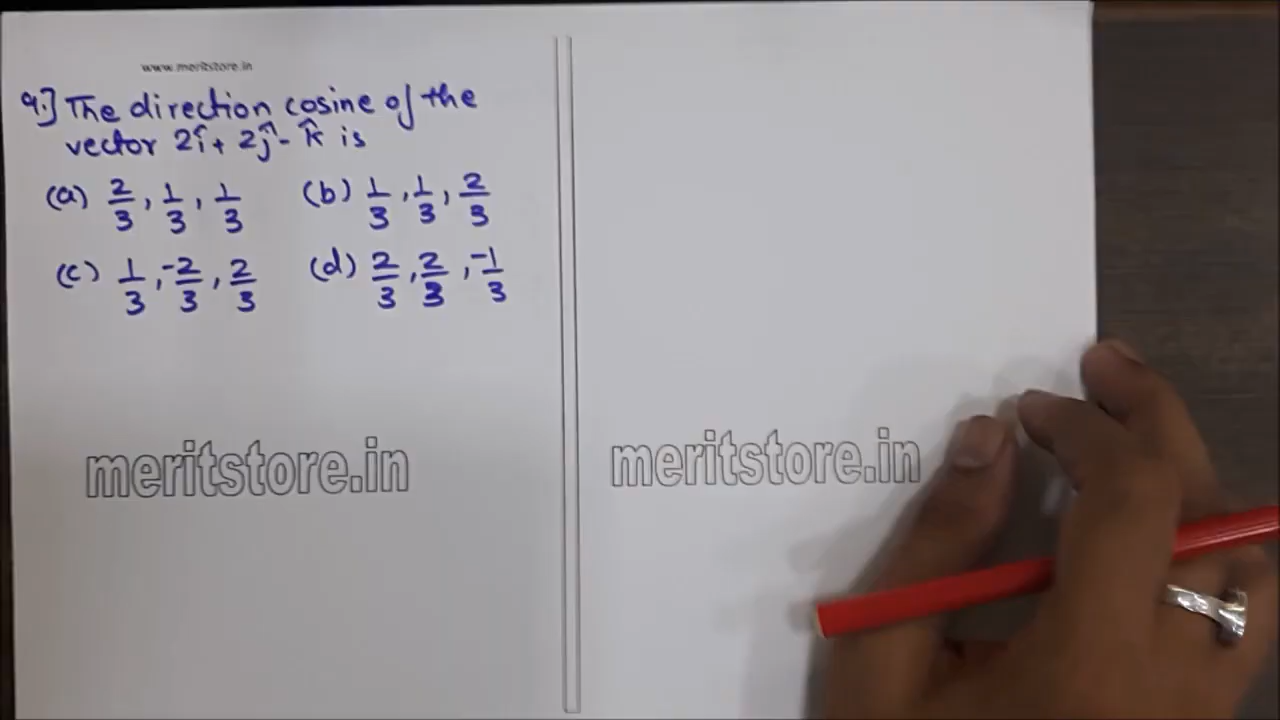 www.meritstore.in
Q.] The direction cosine of the
vector 2î + 2ĵ - k̂ is
(a) 2/3, 1/3, 1/3 (b) 1/3, 1/3, 2/3
(c) 1/3, -2/3, 2/3 (d) 2/3, 2/3, -1/3
meritstore.in meritstore.in